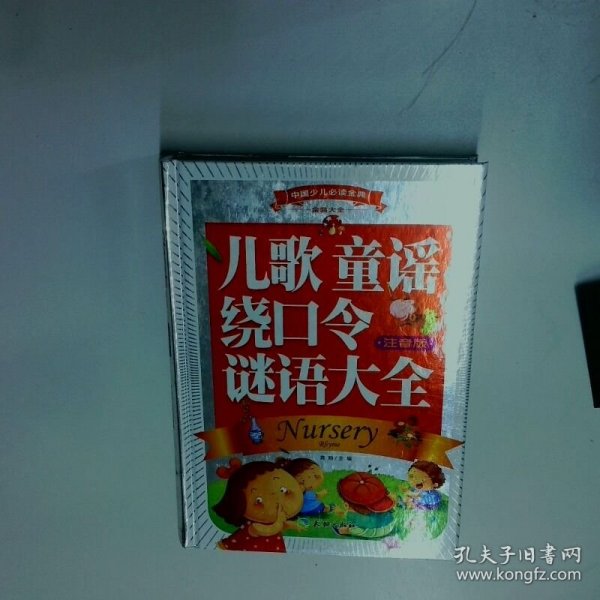 中国少儿必读金典
儿歌 童谣
绕口令
注音版
谜语大全
Nursery
Rhyme
孔夫子旧书网
www.kongfz.com